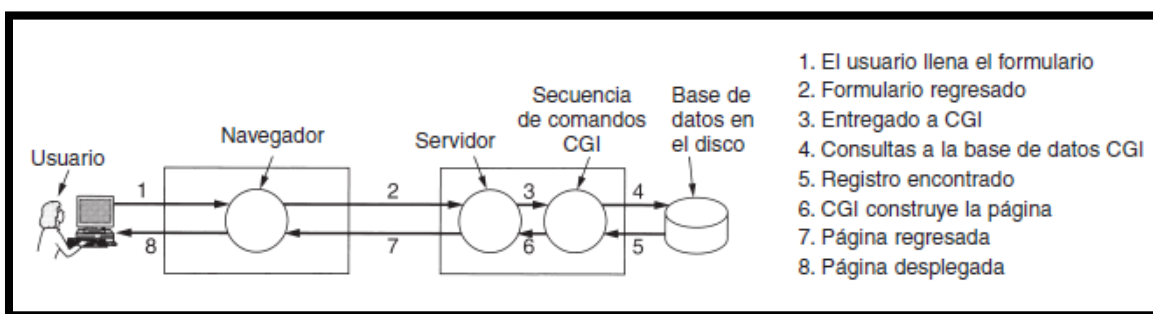 Usuario
Navegador
Servidor
Secuencia
de comandos
CGI
Base de
datos en
el disco
1
2
3
4
5
6
7
8
1. El usuario llena el formulario
2. Formulario regresado
3. Entregado a CGI
4. Consultas a la base de datos CGI
5. Registro encontrado
6. CGI construye la página
7. Página regresada
8. Página desplegada